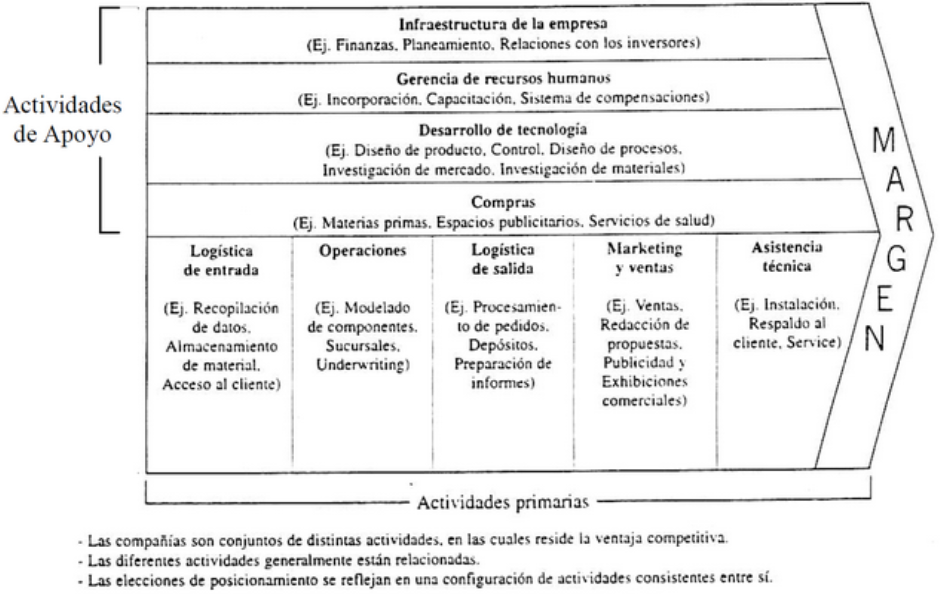 Infraestructura de la empresa
(Ej. Finanzas, Planeamiento, Relaciones con los inversores)
Gerencia de recursos humanos
(Ej. Incorporación, Capacitación, Sistema de compensaciones)
Actividades
de Apoyo
Desarrollo de tecnología
(Ej. Diseño de producto, Control, Diseño de procesos,
Investigación de mercado, Investigación de materiales)
Compras
(Ej. Materias primas, Espacios publicitarios, Servicios de salud)
Logística
de entrada
(Ej. Recopilación
de datos,
Almacenamiento
de material,
Acceso al cliente)
Operaciones
(Ej. Modelado
de componentes,
Sucursales,
Underwriting)
Logística
de salida
(Ej. Procesamien-
to de pedidos,
Depósitos,
Preparación de
informes)
Marketing
y ventas
(Ej. Ventas,
Redacción de
propuestas,
Publicidad y
Exhibiciones
comerciales)
Asistencia
técnica
(Ej. Instalación,
Respaldo al
cliente, Service)
MARGEN
Actividades primarias
- Las compañías son conjuntos de distintas actividades, en las cuales reside la ventaja competitiva.
- Las diferentes actividades generalmente están relacionadas.
- Las elecciones de posicionamiento se reflejan en una configuración de actividades consistentes entre sí.